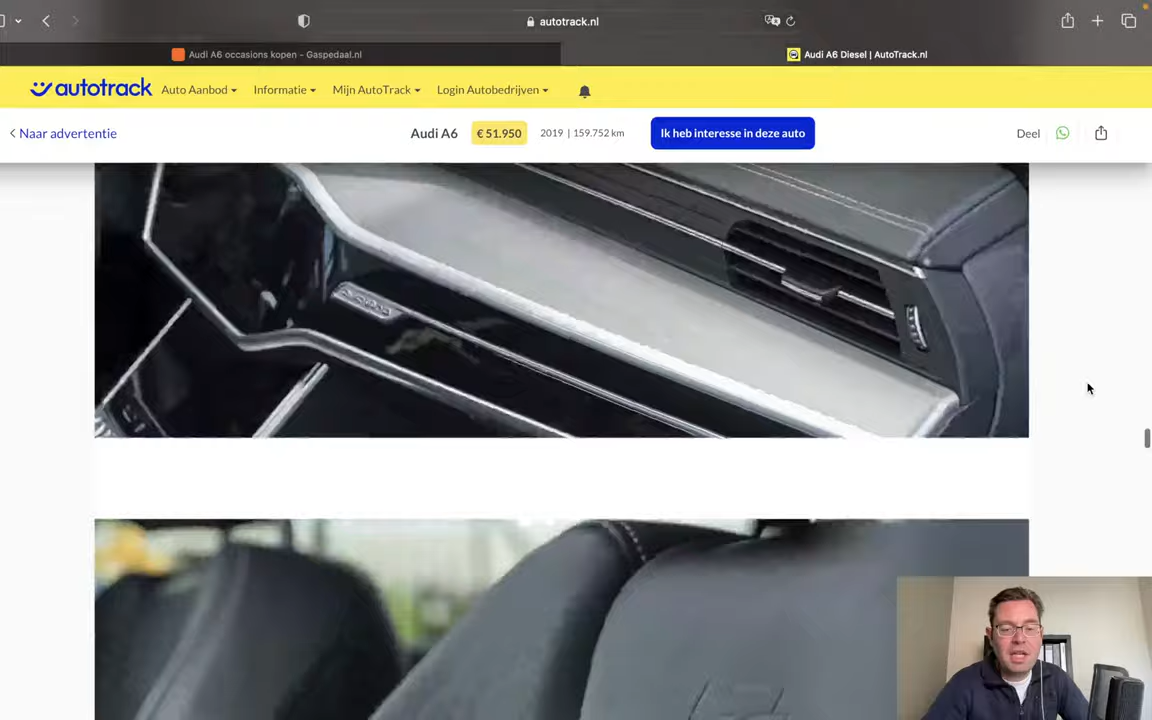 autotrack.nl
Audi A6 occasions kopen - Gaspedaal.nl
Audi A6 Diesel | AutoTrack.nl
autotrack
Auto Aanbod
Informatie
Mijn AutoTrack
Login Autobedrijven
Naar advertentie
Audi A6
€ 51.950
2019 | 159.752 km
Ik heb interesse in deze auto
Deel